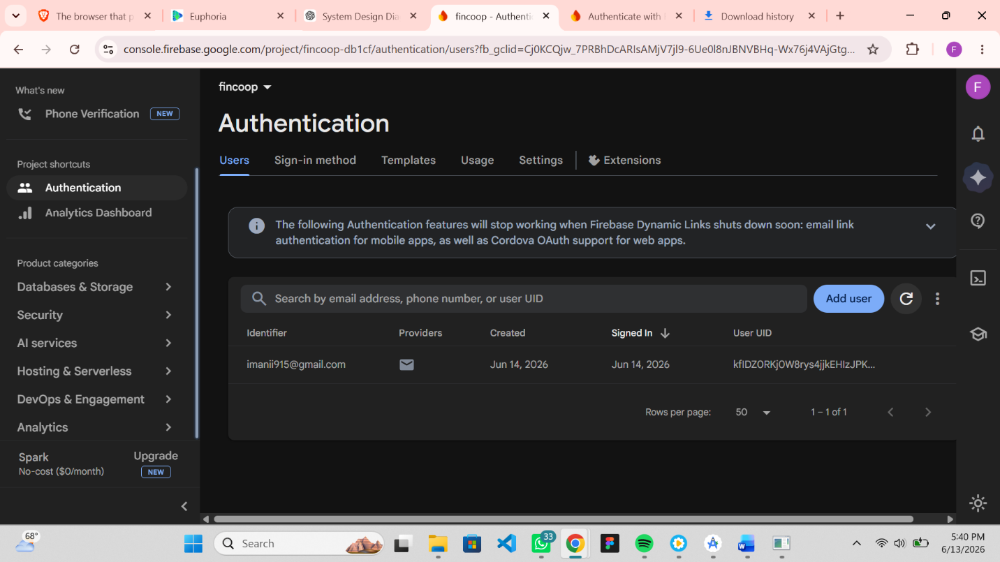 The browser that p
Euphoria
System Design Dia
fincoop - Authenti
Authenticate with
Download history
console.firebase.google.com/project/fincoop-db1cf/authentication/users?fb_gclid=Cj0KCQjw_7PRBhDcARIsAMjV7jl9-6Ue0l8nJBNVBHq-Wx76j4VAjGtg...
F
What's new
Phone Verification NEW
Project shortcuts
Authentication
Analytics Dashboard
Product categories
Databases & Storage
Security
AI services
Hosting & Serverless
DevOps & Engagement
Analytics
Spark
No-cost ($0/month)
Upgrade
NEW
fincoop
Authentication
Users Sign-in method Templates Usage Settings Extensions
The following Authentication features will stop working when Firebase Dynamic Links shuts down soon: email link
authentication for mobile apps, as well as Cordova OAuth support for web apps.
Search by email address, phone number, or user UID
Add user
Identifier Providers Created Signed In User UID
imanii915@gmail.com Jun 14, 2026 Jun 14, 2026 kfIDZ0RKjOW8rys4jjkEHIzJPK...
Rows per page: 50 1 – 1 of 1
F
68°
Search
33
5:40 PM
6/13/2026